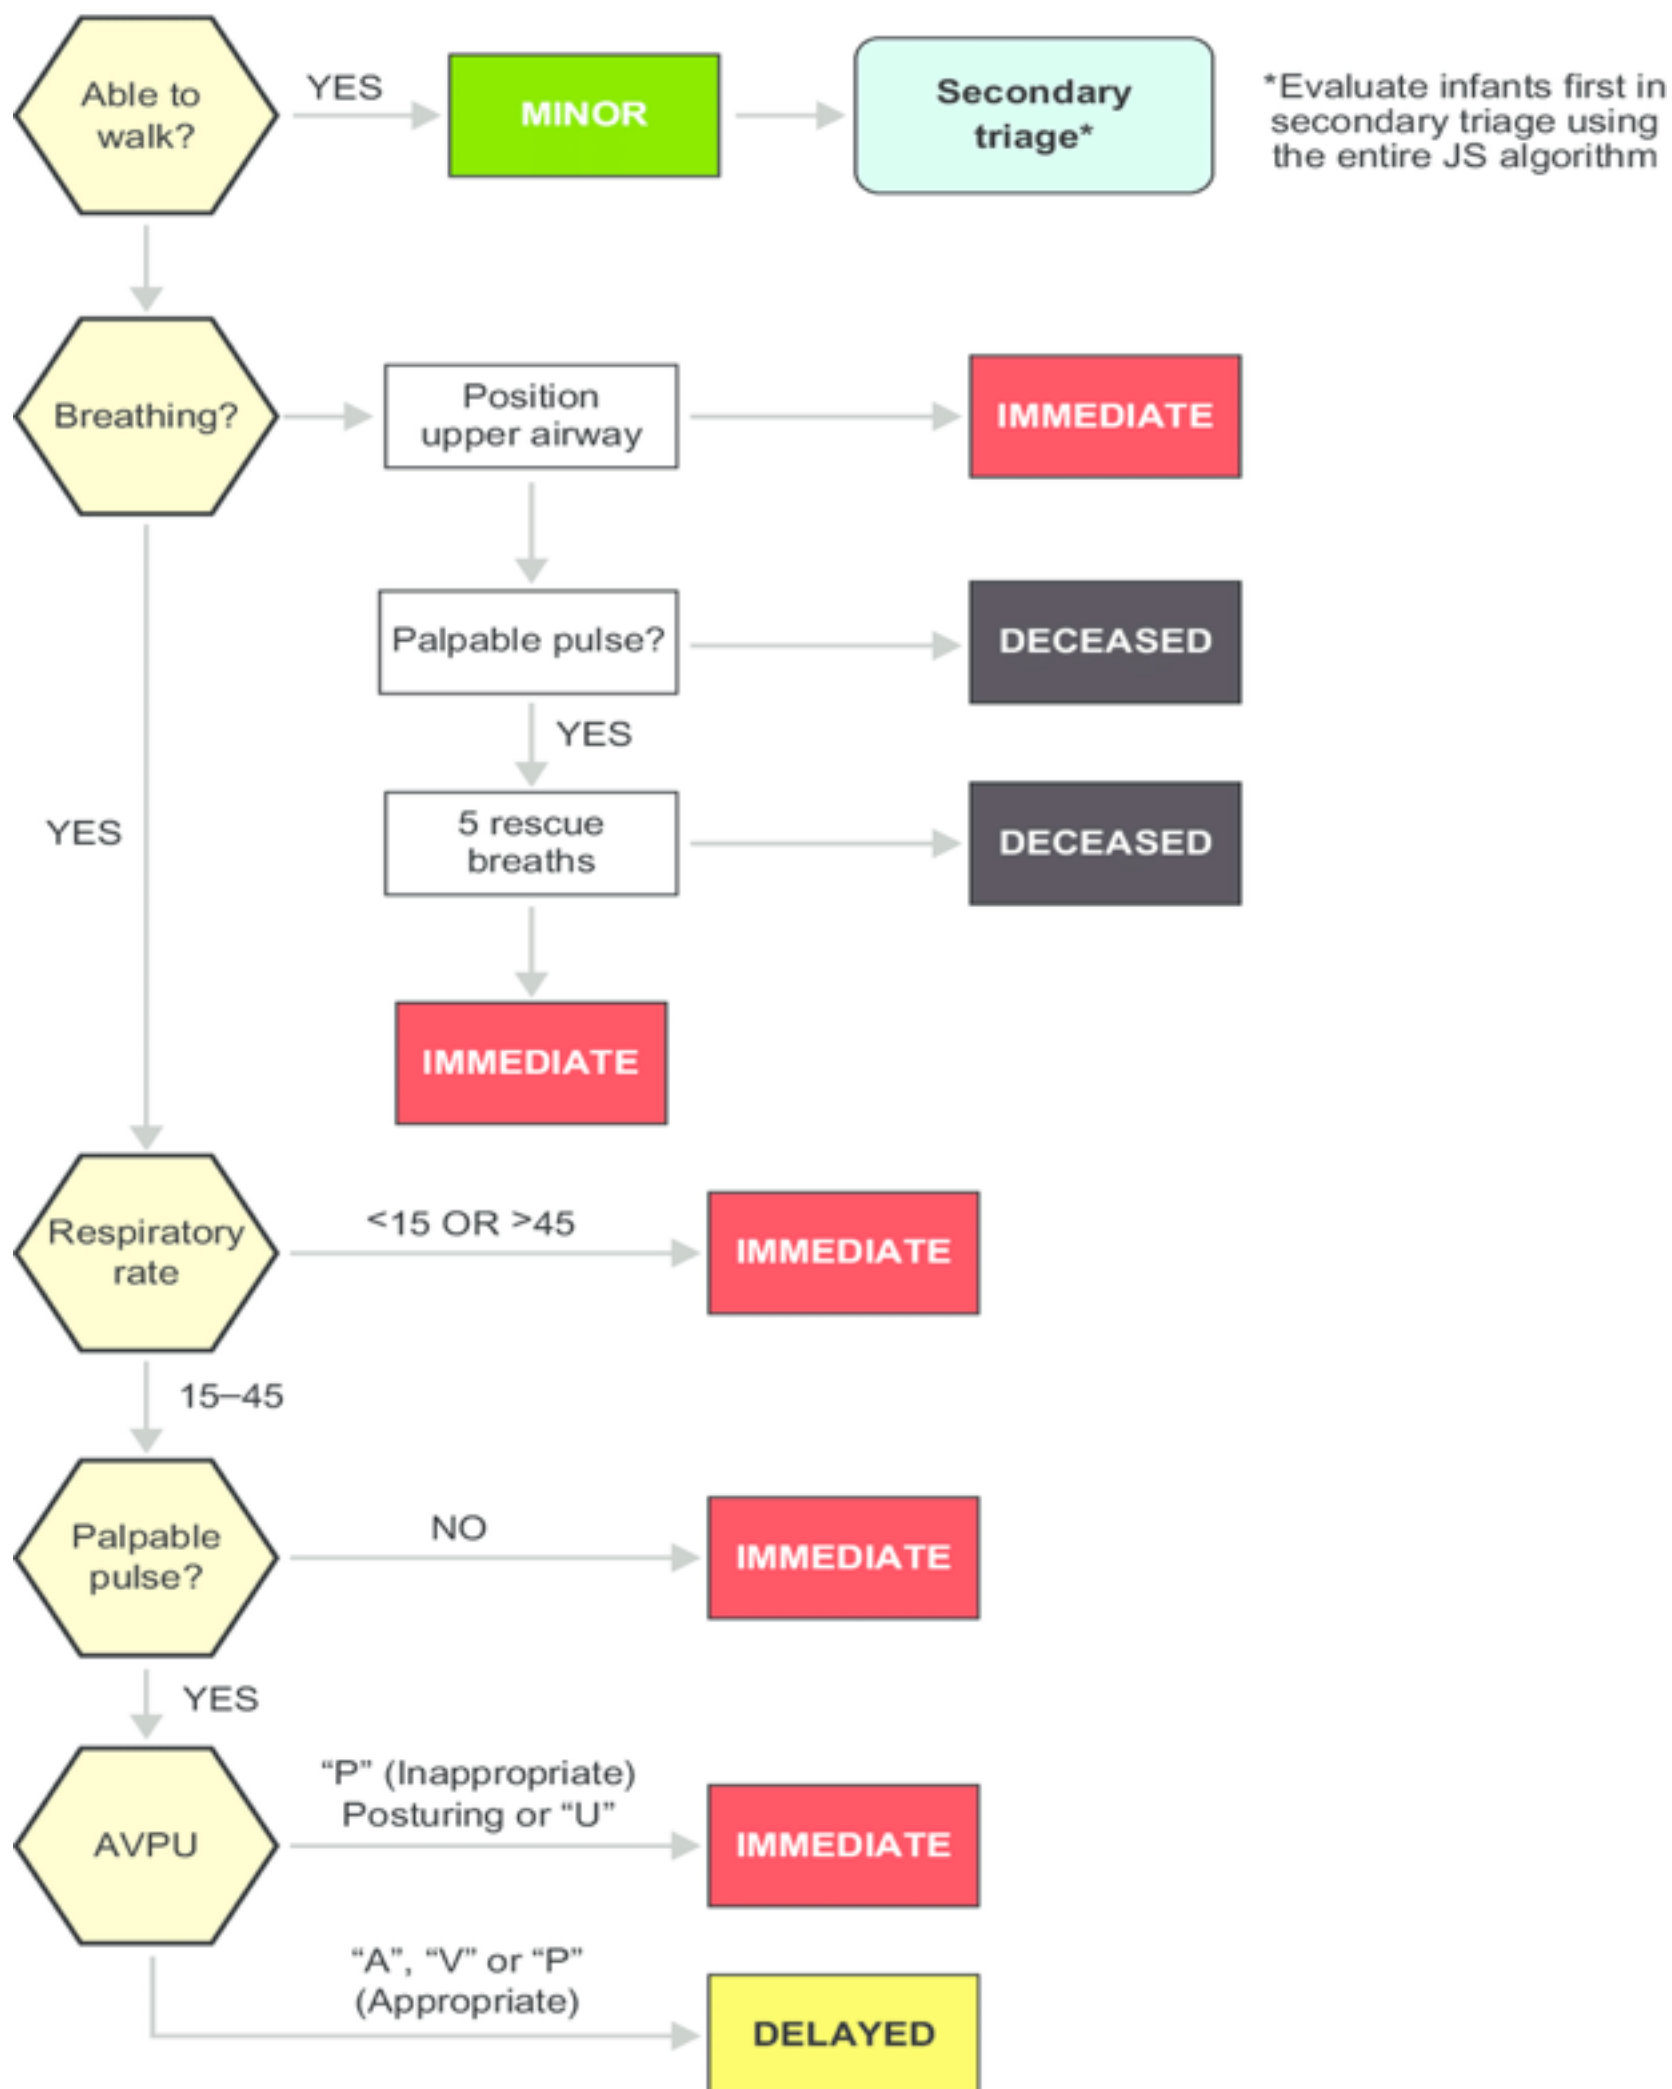 Able to
walk?
YES
MINOR
Secondary
triage*
*Evaluate infants first in
secondary triage using
the entire JS algorithm
Breathing?
Position
upper airway
IMMEDIATE
Palpable pulse?
DECEASED
YES
5 rescue
breaths
DECEASED
YES
IMMEDIATE
Respiratory
rate
<15 OR >45
IMMEDIATE
15–45
Palpable
pulse?
NO
IMMEDIATE
YES
AVPU
“P” (Inappropriate)
Posturing or “U”
IMMEDIATE
“A”, “V” or “P”
(Appropriate)
DELAYED